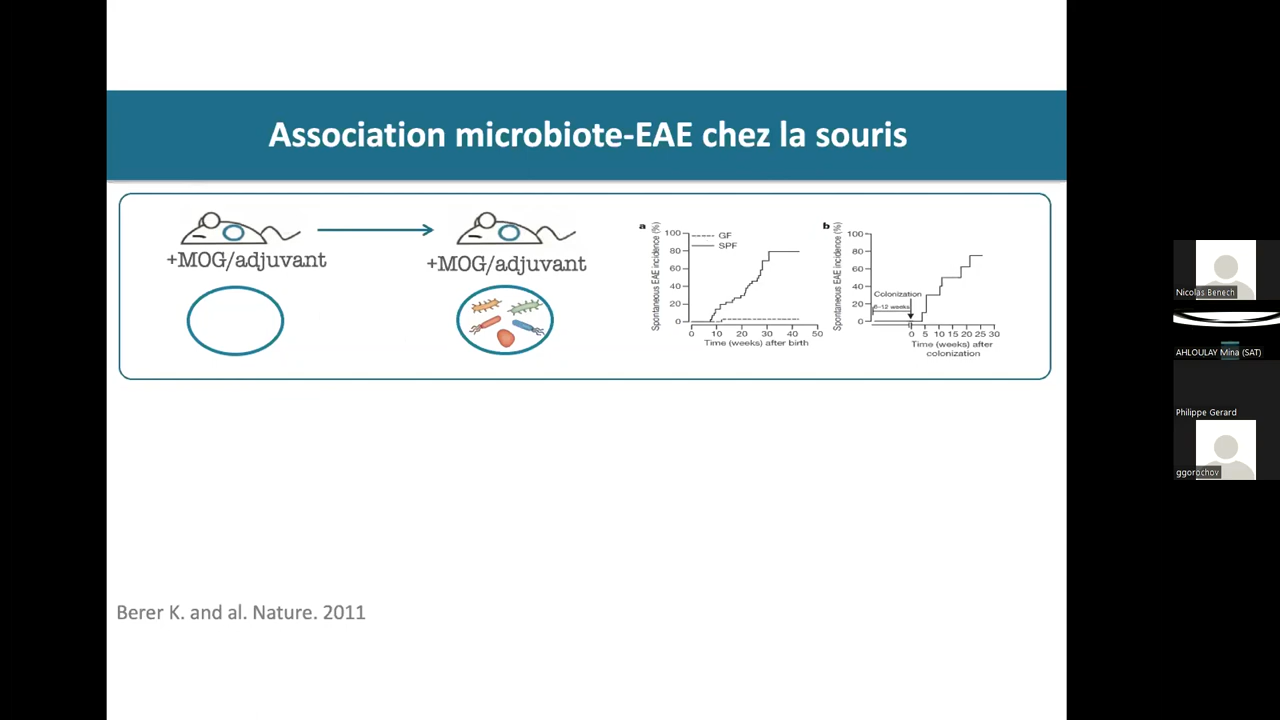 Association microbiote-EAE chez la souris
+MOG/adjuvant
+MOG/adjuvant
a
Spontaneous EAE incidence (%)
100
80
60
40
20
0
GF
SPF
0 10 20 30 40 50
Time (weeks) after birth
b
Spontaneous EAE incidence (%)
100
80
60
40
20
0
Colonization
6–12 weeks
0 5 10 15 20 25 30
Time (weeks) after
colonization
Berer K. and al. Nature. 2011
Nicolas Benech
AHLOULAY Mina (SAT)
Philippe Gerard
ggorochov